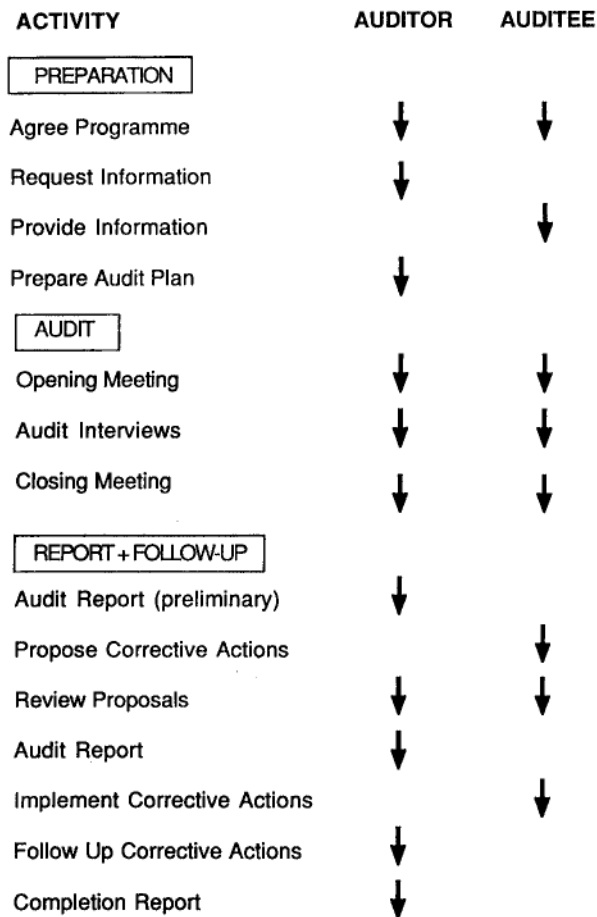 ACTIVITY AUDITOR AUDITEE
PREPARATION
Agree Programme
Request Information
Provide Information
Prepare Audit Plan
AUDIT
Opening Meeting
Audit Interviews
Closing Meeting
REPORT + FOLLOW-UP
Audit Report (preliminary)
Propose Corrective Actions
Review Proposals
Audit Report
Implement Corrective Actions
Follow Up Corrective Actions
Completion Report